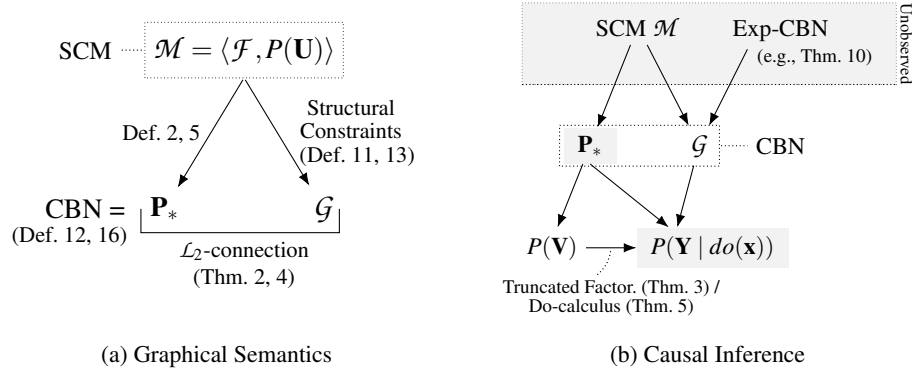 SCM
ℳ = ⟨ℱ, P(U)⟩
Def. 2, 5
Structural
Constraints
(Def. 11, 13)
CBN =
(Def. 12, 16)
P*
𝒢
ℒ₂-connection
(Thm. 2, 4)
(a) Graphical Semantics
SCM ℳ
Exp-CBN
(e.g., Thm. 10)
Unobserved
P*
𝒢
CBN
P(V)
P(Y | do(x))
Truncated Factor. (Thm. 3) /
Do-calculus (Thm. 5)
(b) Causal Inference